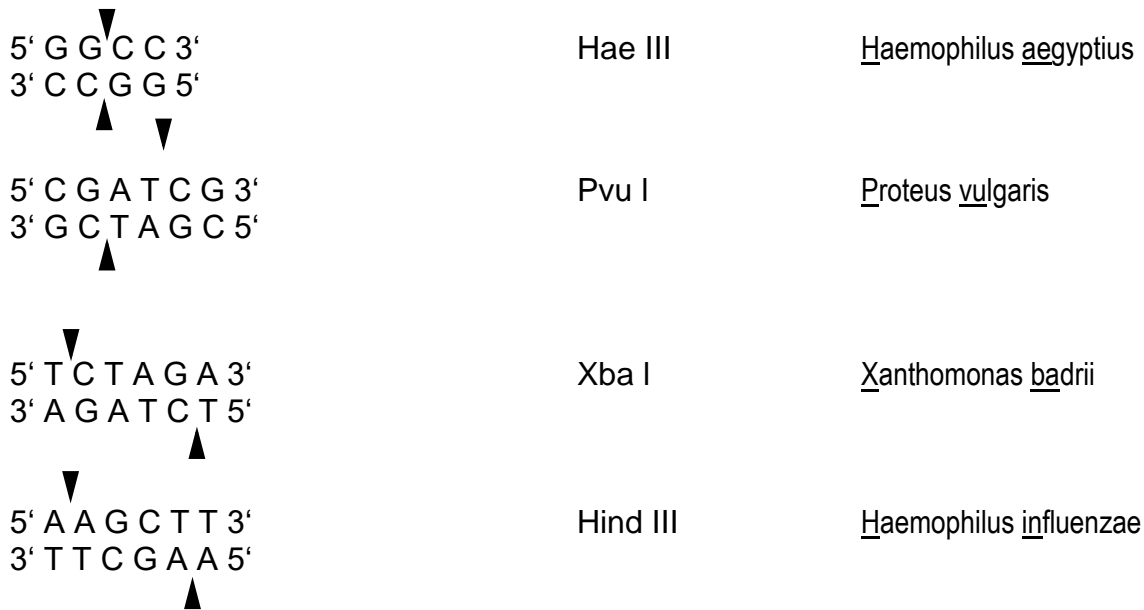 5‘ G G C C 3‘ Hae III Haemophilus aegyptius
3‘ C C G G 5‘
5‘ C G A T C G 3‘ Pvu I Proteus vulgaris
3‘ G C T A G C 5‘
5‘ T C T A G A 3‘ Xba I Xanthomonas badrii
3‘ A G A T C T 5‘
5‘ A A G C T T 3‘ Hind III Haemophilus influenzae
3‘ T T C G A A 5‘